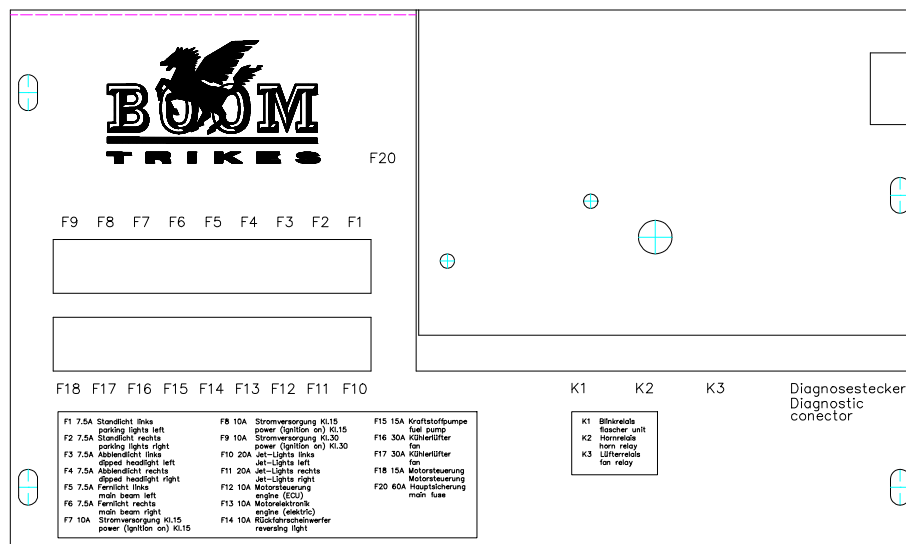 BOOM
TRIKES
F20
F9 F8 F7 F6 F5 F4 F3 F2 F1
F18 F17 F16 F15 F14 F13 F12 F11 F10
K1 K2 K3
Diagnosestecker
Diagnostic
conector
F1 7.5A Standlicht links
parking lights left
F2 7.5A Standlicht rechts
parking lights right
F3 7.5A Abblendlicht links
dipped headlight left
F4 7.5A Abblendlicht rechts
dipped headlight right
F5 7.5A Fernlicht links
main beam left
F6 7.5A Fernlicht rechts
main beam right
F7 10A Stromversorgung Kl.15
power (ignition on) Kl.15
F8 10A Stromversorgung Kl.15
power (ignition on) Kl.15
F9 10A Stromversorgung Kl.30
power (ignition on) Kl.30
F10 20A Jet-Lights links
Jet-Lights left
F11 20A Jet-Lights rechts
Jet-Lights right
F12 10A Motorsteuerung
engine (ECU)
F13 10A Motorelektronik
engine (elektric)
F14 10A Rückfahrscheinwerfer
reversing light
F15 15A Kraftstoffpumpe
fuel pump
F16 30A Kühlerlüfter
fan
F17 30A Kühlerlüfter
fan
F18 15A Motorsteuerung
Motorsteuerung
F20 60A Hauptsicherung
main fuse
K1 Blinkrelais
flascher unit
K2 Hornrelais
horn relay
K3 Lüfterrelais
fan relay